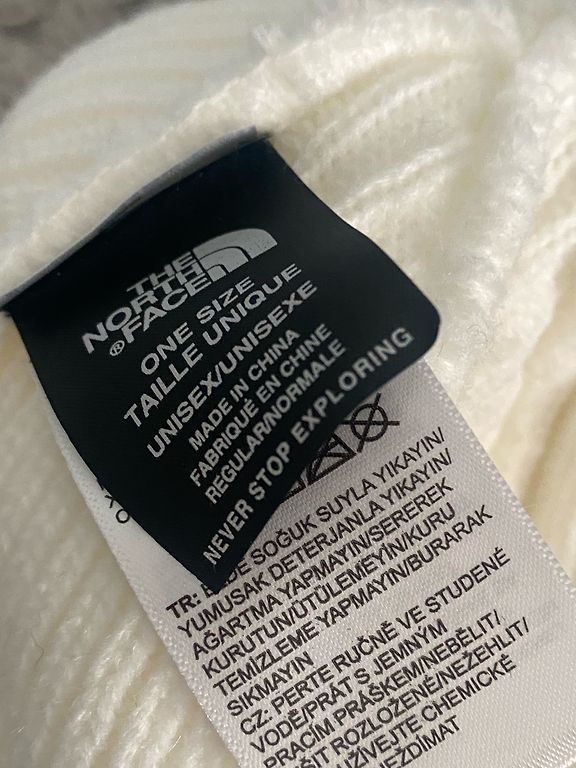 THE
NORTH
FACE
®
ONE SIZE
TAILLE UNIQUE
UNISEX/UNISEXE
MADE IN CHINA
FABRIQUÉ EN CHINE
REGULAR/NORMALE
NEVER STOP EXPLORING
TR: SOĞUK SUYLA YIKAYIN/
YUMUSAK DETERJANLA YIKAYIN/
AĞARTMA YAPMAYIN/SEREREK
KURUTUN/ÜTÜLEMEYİN/KURU
TEMİZLEME YAPMAYIN/BURARAK
SIKMAYIN
CZ: PERTE RUČNĚ VE STUDENÉ
VODĚ/PRÁT S JEMNÝM
PRACÍM PRÁŠKEM/NEBĚLIT/
SUŠIT ROZLOŽENÉ/NEŽEHLIT/
CHEMICKÉ